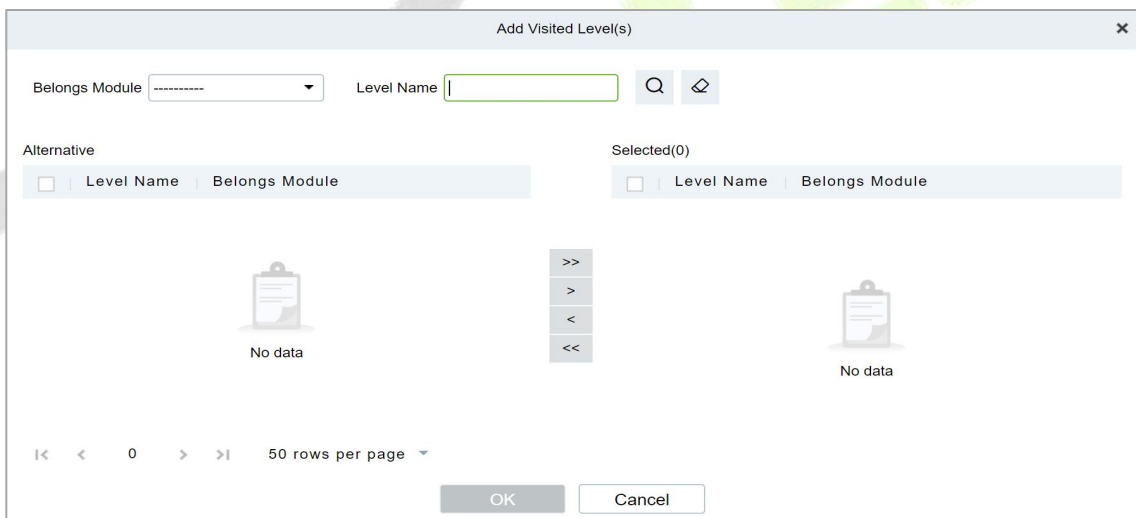 Add Visited Level(s) ×
Belongs Module ---------- Level Name
Alternative
Level Name Belongs Module
Selected(0)
Level Name Belongs Module
>>
>
<
<<
No data
No data
0 50 rows per page
OK Cancel